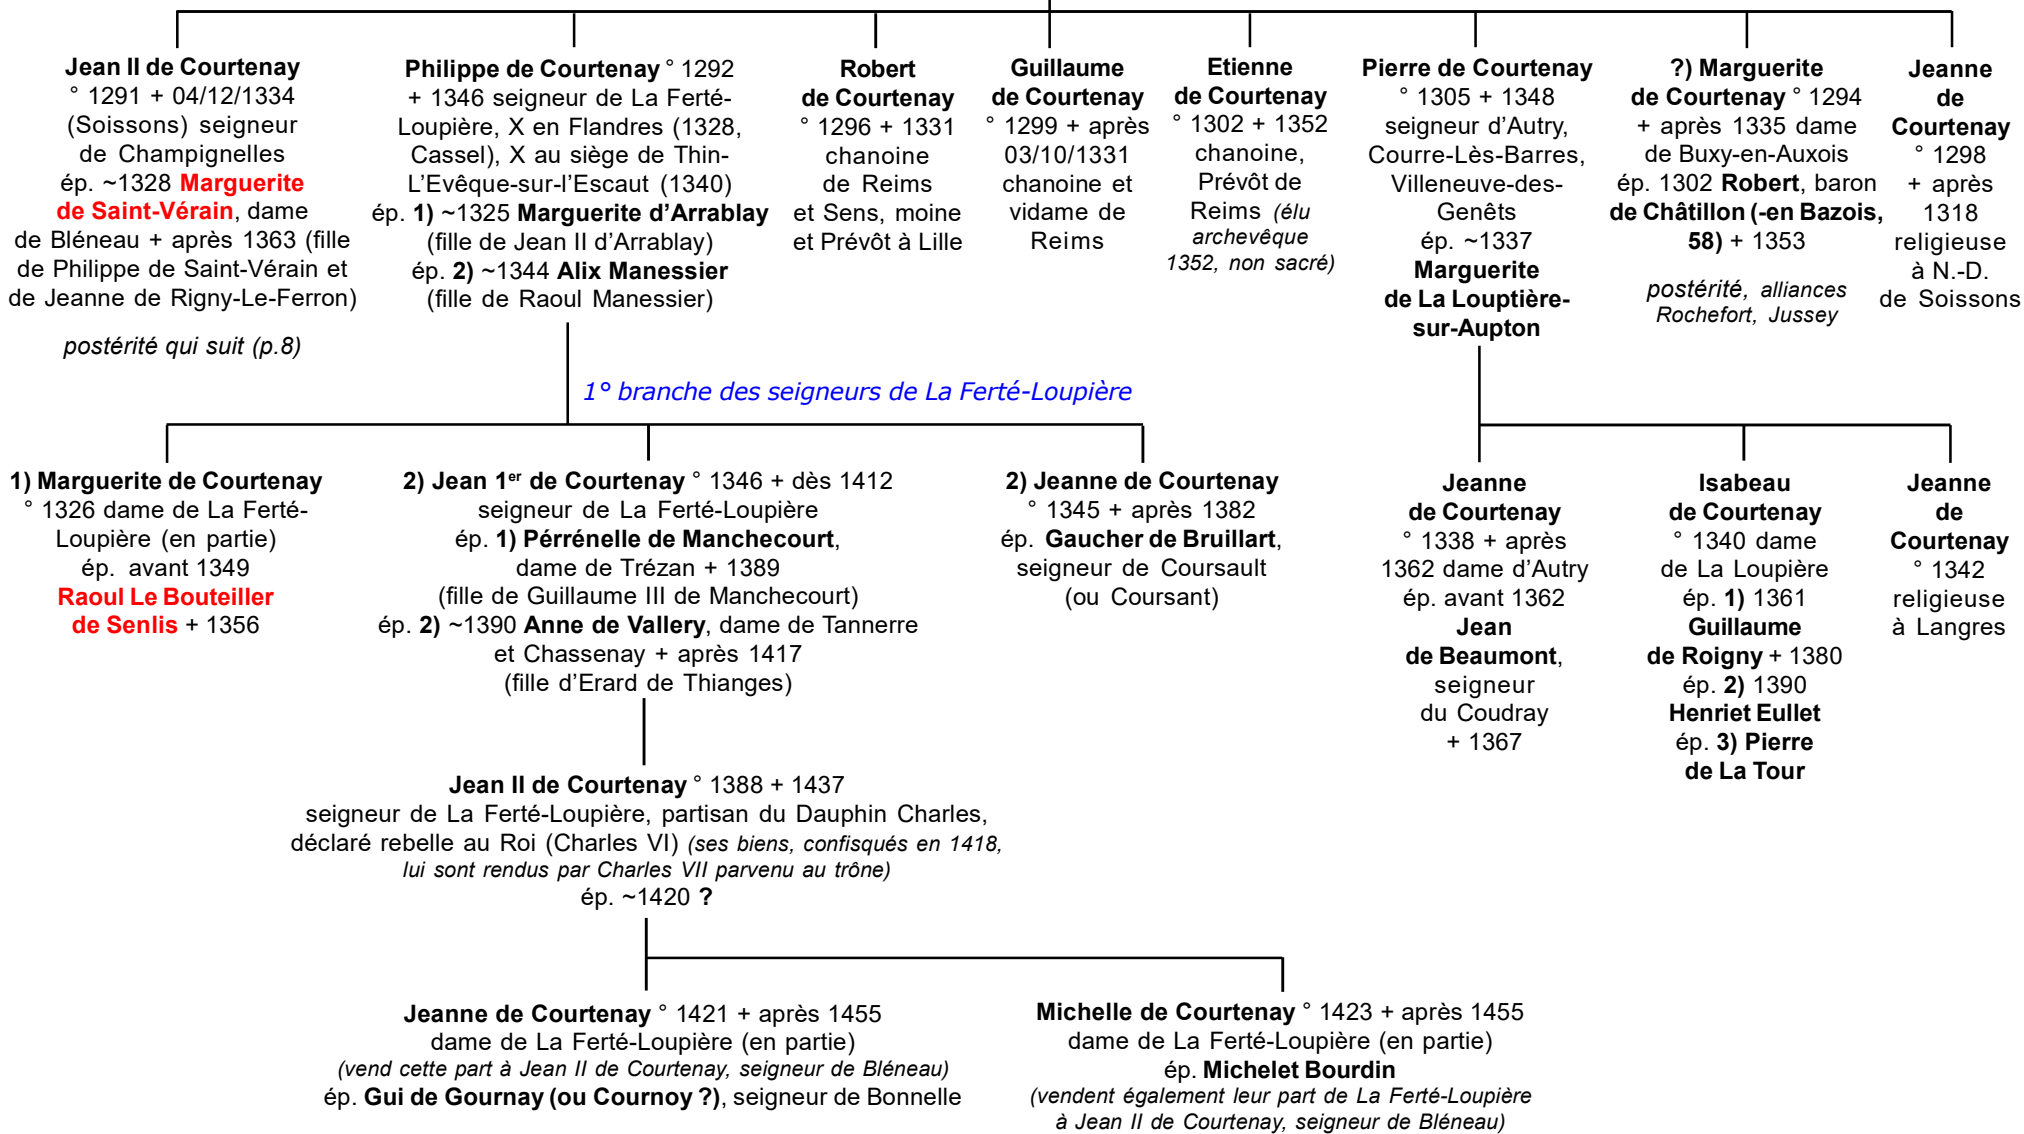 Jean II de Courtenay
° 1291 + 04/12/1334
(Soissons) seigneur
de Champignelles
ép. ~1328 Marguerite
de Saint-Vérain, dame
de Bléneau + après 1363 (fille
de Philippe de Saint-Vérain et
de Jeanne de Rigny-Le-Ferron)
postérité qui suit (p.8)
Philippe de Courtenay ° 1292
+ 1346 seigneur de La Ferté-
Loupière, X en Flandres (1328,
Cassel), X au siège de Thin-
L'Evêque-sur-l'Escaut (1340)
ép. 1) ~1325 Marguerite d'Arrablay
(fille de Jean II d'Arrablay)
ép. 2) ~1344 Alix Manessier
(fille de Raoul Manessier)
Robert
de Courtenay
° 1296 + 1331
chanoine
de Reims
et Sens, moine
et Prévôt à Lille
Guillaume
de Courtenay
° 1299 + après
03/10/1331
chanoine et
vidame de
Reims
Etienne
de Courtenay
° 1302 + 1352
chanoine,
Prévôt de
Reims (élu
archevêque
1352, non sacré)
Pierre de Courtenay
° 1305 + 1348
seigneur d'Autry,
Courre-Lès-Barres,
Villeneuve-des-
Genêts
ép. ~1337
Marguerite
de La Louptière-
sur-Aupton
?) Marguerite
de Courtenay ° 1294
+ après 1335 dame
de Buxy-en-Auxois
ép. 1302 Robert, baron
de Châtillon (-en Bazois,
58) + 1353
postérité, alliances
Rochefort, Jussey
Jeanne
de
Courtenay
° 1298
+ après
1318
religieuse
à N.-D.
de Soissons
1° branche des seigneurs de La Ferté-Loupière
1) Marguerite de Courtenay
° 1326 dame de La Ferté-
Loupière (en partie)
ép. avant 1349
Raoul Le Bouteiller
de Senlis + 1356
2) Jean 1er de Courtenay ° 1346 + dès 1412
seigneur de La Ferté-Loupière
ép. 1) Pérrénelle de Manchecourt,
dame de Trézan + 1389
(fille de Guillaume III de Manchecourt)
ép. 2) ~1390 Anne de Vallery, dame de Tannerre
et Chassenay + après 1417
(fille d'Erard de Thianges)
2) Jeanne de Courtenay
° 1345 + après 1382
ép. Gaucher de Bruillart,
seigneur de Coursault
(ou Coursant)
Jeanne
de Courtenay
° 1338 + après
1362 dame d'Autry
ép. avant 1362
Jean
de Beaumont,
seigneur
du Coudray
+ 1367
Isabeau
de Courtenay
° 1340 dame
de La Loupière
ép. 1) 1361
Guillaume
de Roigny + 1380
ép. 2) 1390
Henriet Eullet
ép. 3) Pierre
de La Tour
Jeanne
de
Courtenay
° 1342
religieuse
à Langres
Jean II de Courtenay ° 1388 + 1437
seigneur de La Ferté-Loupière, partisan du Dauphin Charles,
déclaré rebelle au Roi (Charles VI) (ses biens, confisqués en 1418,
lui sont rendus par Charles VII parvenu au trône)
ép. ~1420 ?
Jeanne de Courtenay ° 1421 + après 1455
dame de La Ferté-Loupière (en partie)
(vend cette part à Jean II de Courtenay, seigneur de Bléneau)
ép. Gui de Gournay (ou Cournoy ?), seigneur de Bonnelle
Michelle de Courtenay ° 1423 + après 1455
dame de La Ferté-Loupière (en partie)
ép. Michelet Bourdin
(vendent également leur part de La Ferté-Loupière
à Jean II de Courtenay, seigneur de Bléneau)